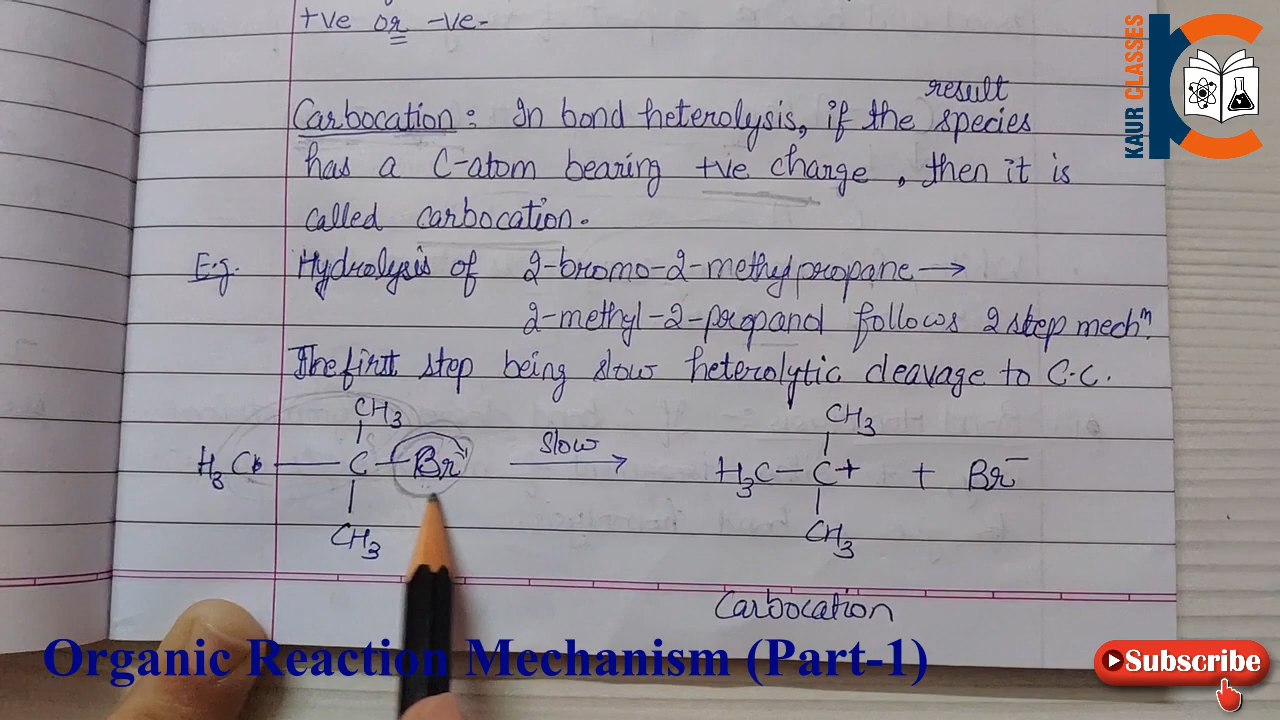 +ve or -ve-
result
Carbocation: In bond heterolysis, if the species
has a C-atom bearing +ve charge, then it is
called carbocation.
E.g. Hydrolysis of 2-bromo-2-methylpropane →
2-methyl-2-propanol follows 2 step mechⁿ.
The first step being slow heterolytic cleavage to C.C.
CH₃
H₃C — C — Br
CH₃
slow →
CH₃
H₃C — C+ + Br⁻
CH₃
Carbocation
KAUR CLASSES
Organic Reaction Mechanism (Part-1)
Subscribe